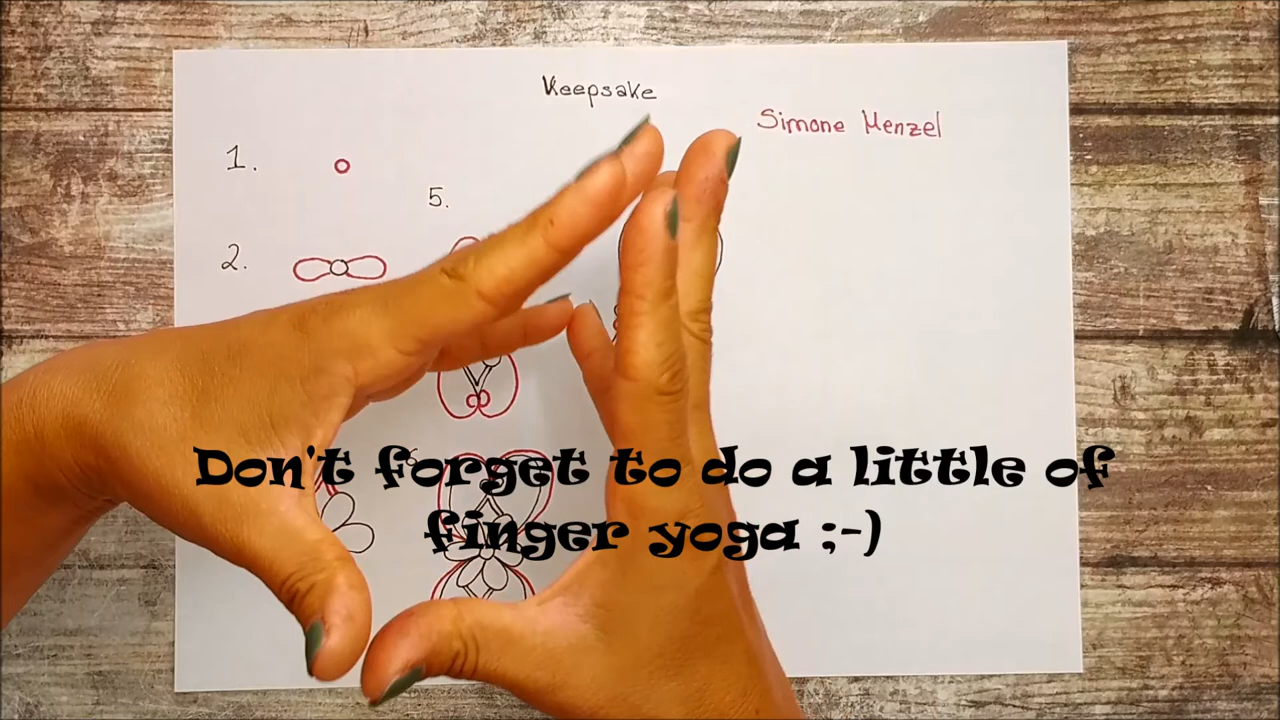 Keepsake
Simone Menzel
1.
5.
2.
Don't forget to do a little of
finger yoga ;-)